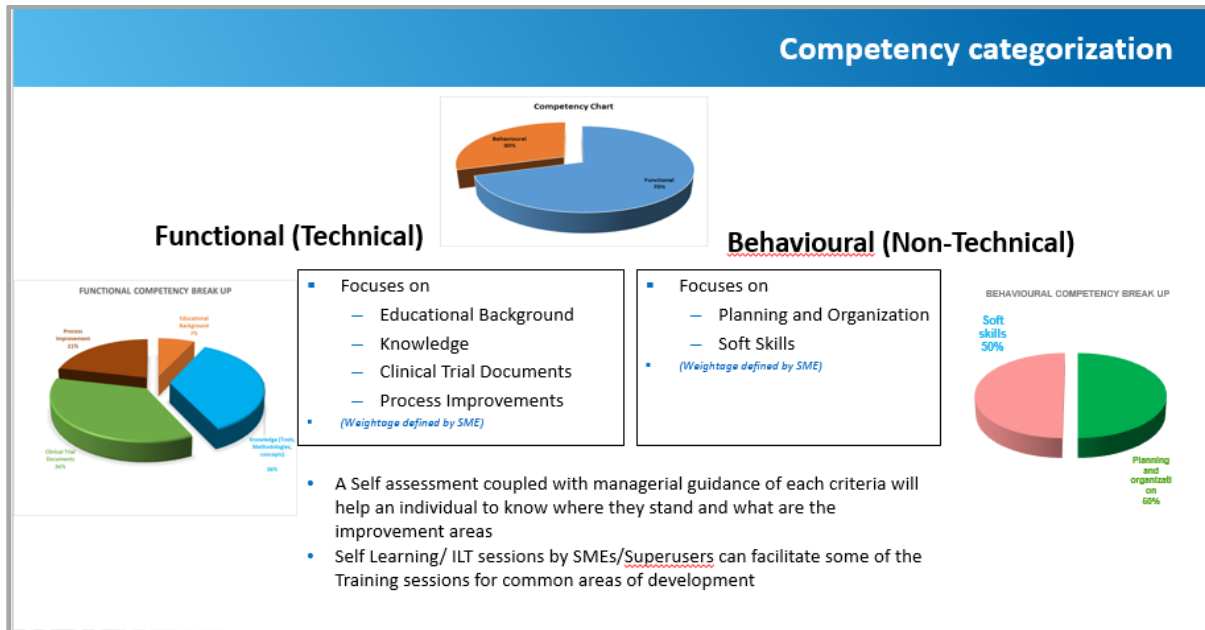 Competency categorization
Competency Chart
Behavioural
30%
Functional
70%
Functional (Technical)
Behavioural (Non-Technical)
FUNCTIONAL COMPETENCY BREAK UP
Process
Improvement
21%
Educational
Background
7%
Knowledge (Tools,
Methodologies,
concepts)
36%
Clinical Trial
Documents
36%
▪ Focuses on
– Educational Background
– Knowledge
– Clinical Trial Documents
– Process Improvements
▪ (Weightage defined by SME)
▪ Focuses on
– Planning and Organization
– Soft Skills
▪ (Weightage defined by SME)
BEHAVIOURAL COMPETENCY BREAK UP
Soft
skills
50%
Planning
and
organizati
on
50%
• A Self assessment coupled with managerial guidance of each criteria will
help an individual to know where they stand and what are the
improvement areas
• Self Learning/ ILT sessions by SMEs/Superusers can facilitate some of the
Training sessions for common areas of development